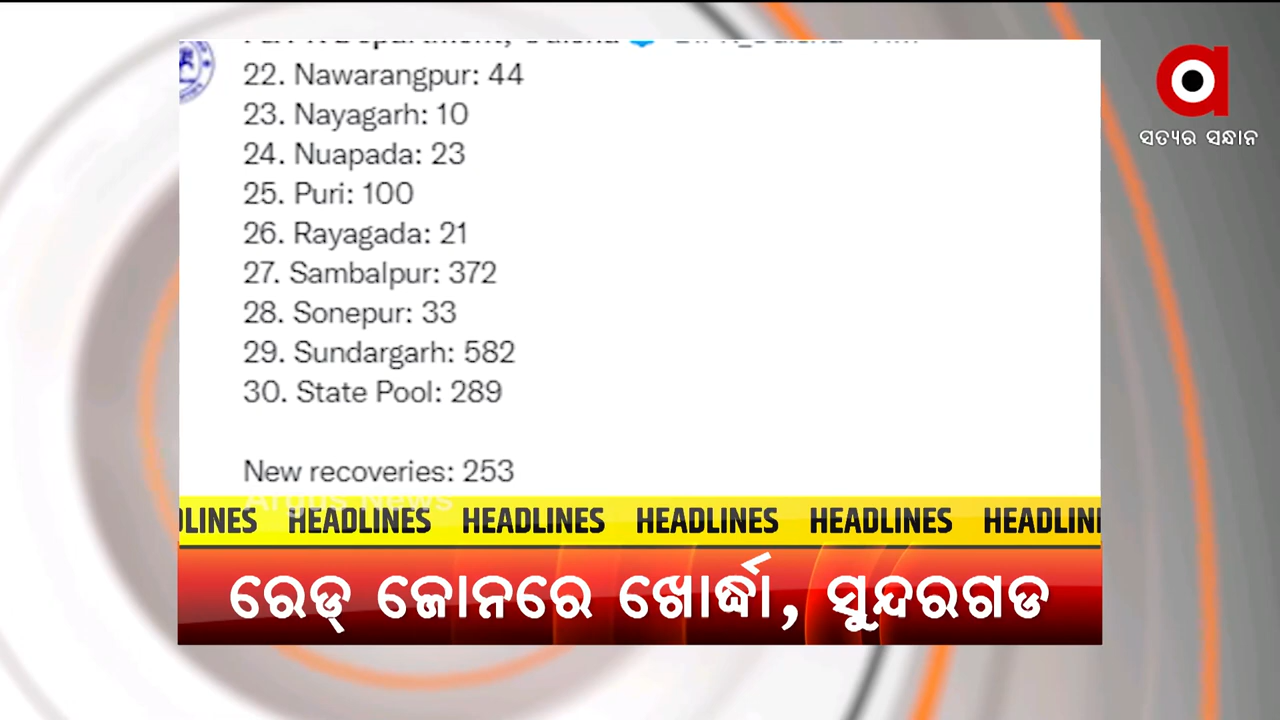 22. Nawarangpur: 44
23. Nayagarh: 10
24. Nuapada: 23
25. Puri: 100
26. Rayagada: 21
27. Sambalpur: 372
28. Sonepur: 33
29. Sundargarh: 582
30. State Pool: 289
New recoveries: 253
Argus News
HEADLINES HEADLINES HEADLINES HEADLINES
ରେଡ୍ ଜୋନରେ ଖୋର୍ଦ୍ଧା, ସୁନ୍ଦରଗଡ
ସତ୍ୟର ସନ୍ଧାନ